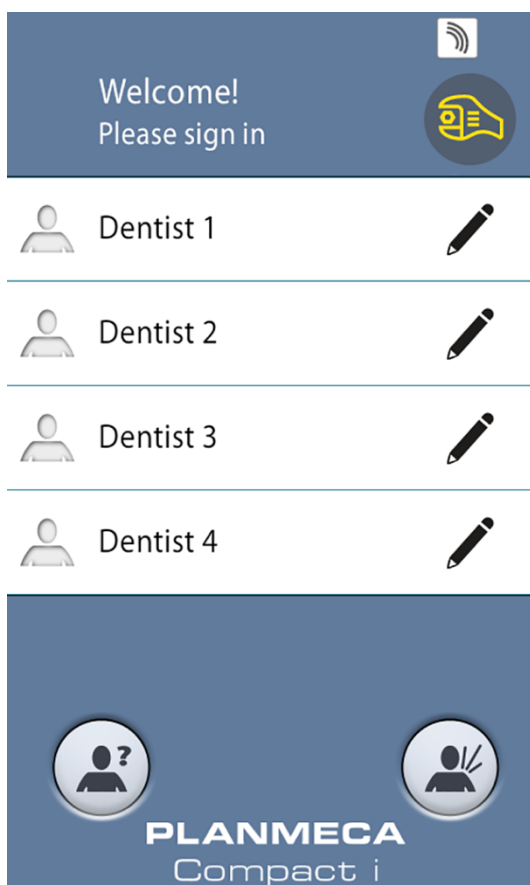 Welcome!
Please sign in
Dentist 1
Dentist 2
Dentist 3
Dentist 4
?
PLANMECA
Compact i